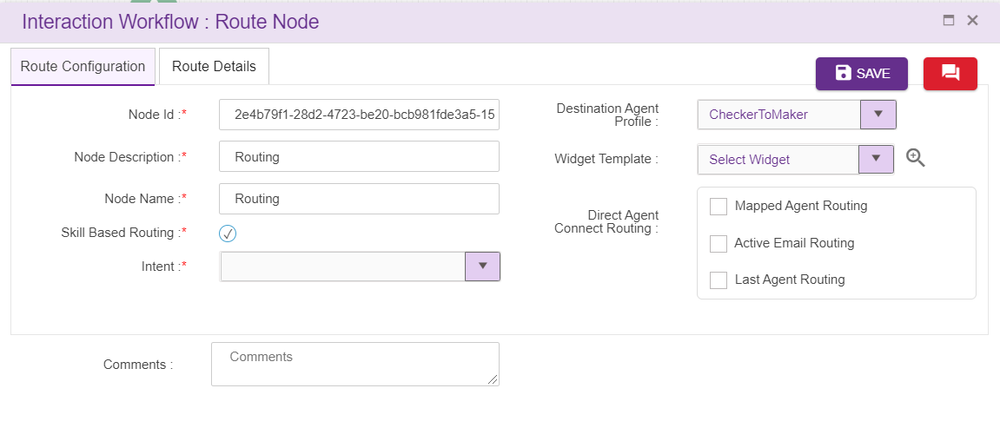 Interaction Workflow : Route Node
Route Configuration
Route Details
SAVE
Node Id :*
2e4b79f1-28d2-4723-be20-bcb981fde3a5-15
Node Description :*
Routing
Node Name :*
Routing
Skill Based Routing :*
Intent :*
Destination Agent
Profile :
CheckerToMaker
Widget Template :
Select Widget
Direct Agent
Connect Routing :
Mapped Agent Routing
Active Email Routing
Last Agent Routing
Comments :
Comments